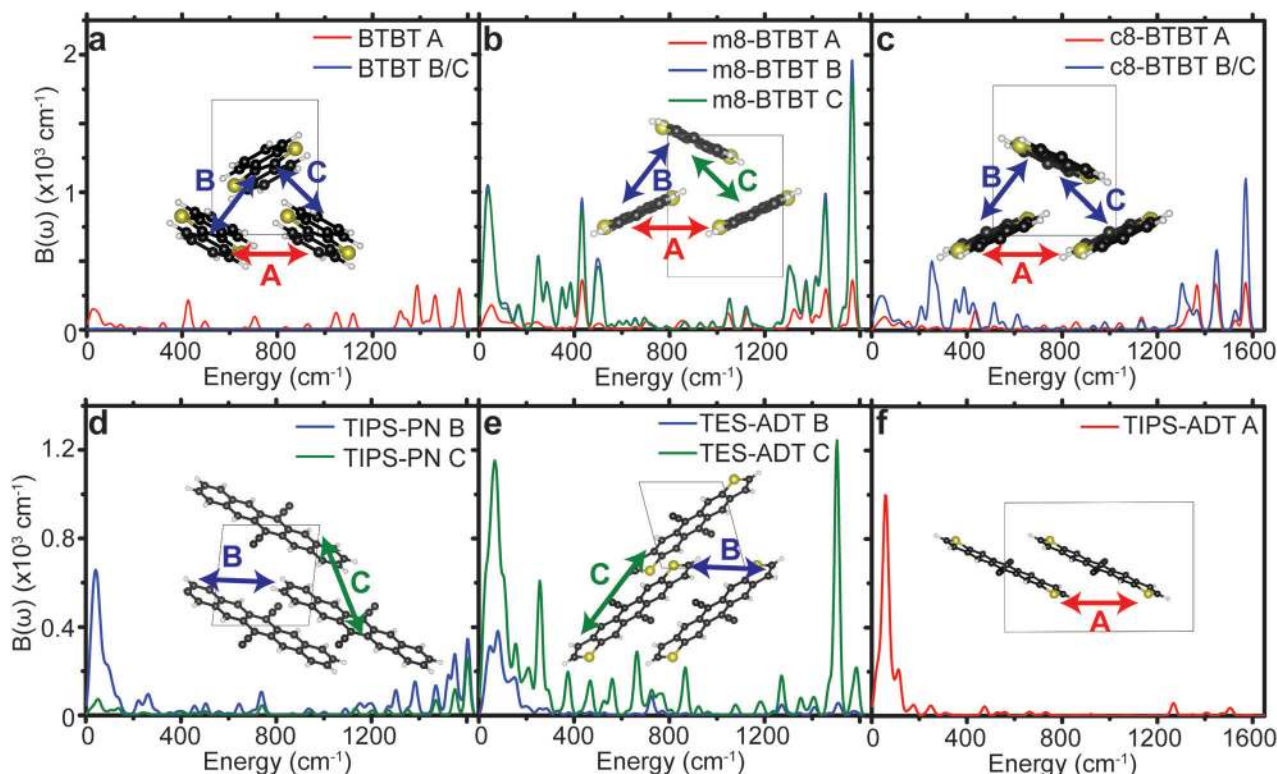 a
BTBT A
BTBT B/C
B
C
A
b
m8-BTBT A
m8-BTBT B
m8-BTBT C
B
C
A
c
c8-BTBT A
c8-BTBT B/C
B
C
A
B(ω) (x10³ cm⁻¹)
2
1
0
0 400 800 1200
0 400 800 1200
0 400 800 1200 1600
Energy (cm⁻¹)
Energy (cm⁻¹)
Energy (cm⁻¹)
d
TIPS-PN B
TIPS-PN C
B
C
e
TES-ADT B
TES-ADT C
B
C
f
TIPS-ADT A
A
B(ω) (x10³ cm⁻¹)
1.2
0.8
0.4
0
0 400 800 1200
0 400 800 1200
0 400 800 1200 1600
Energy (cm⁻¹)
Energy (cm⁻¹)
Energy (cm⁻¹)